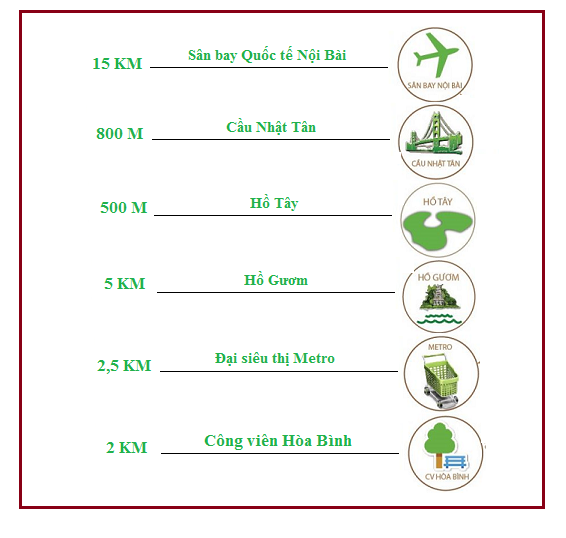 15 KM
Sân bay Quốc tế Nội Bài
SÂN BAY NỘI BÀI
800 M
Cầu Nhật Tân
CẦU NHẬT TÂN
500 M
Hồ Tây
HỒ TÂY
5 KM
Hồ Gươm
HỒ GƯƠM
2,5 KM
Đại siêu thị Metro
METRO
2 KM
Công viên Hòa Bình
CV HÒA BÌNH